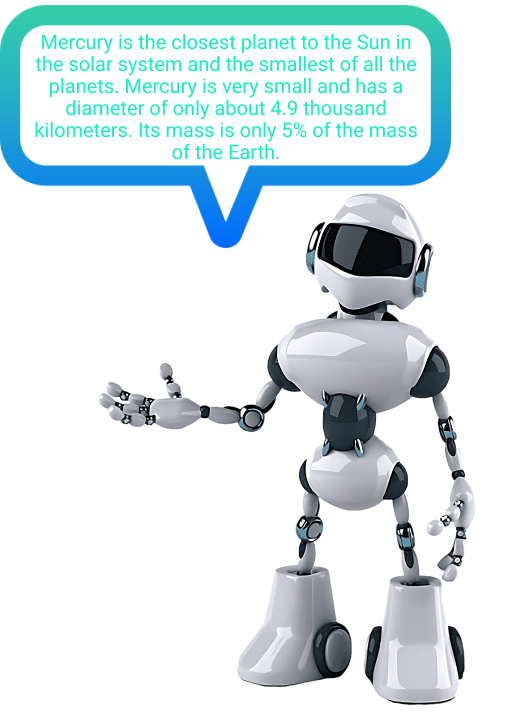 Mercury is the closest planet to the Sun in
the solar system and the smallest of all the
planets. Mercury is very small and has a
diameter of only about 4.9 thousand
kilometers. Its mass is only 5% of the mass
of the Earth.